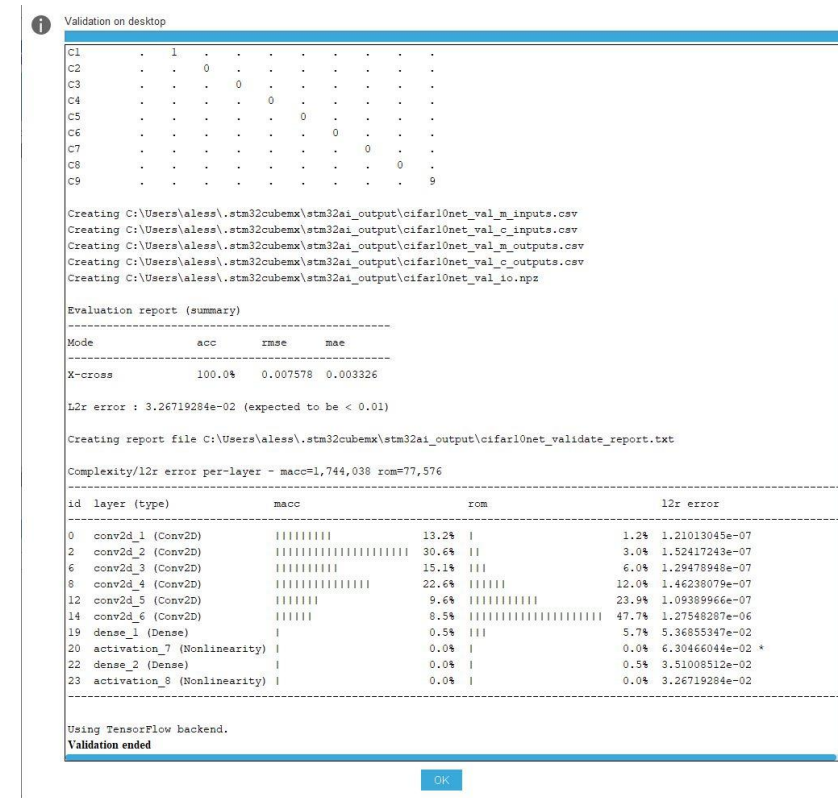 Validation on desktop
C1 . 1 . . . . . . . .
C2 . . 0 . . . . . . .
C3 . . . 0 . . . . . .
C4 . . . . 0 . . . . .
C5 . . . . . 0 . . . .
C6 . . . . . . 0 . . .
C7 . . . . . . . 0 . .
C8 . . . . . . . . 0 .
C9 . . . . . . . . . 9
Creating C:\Users\aless\.stm32cubemx\stm32ai_output\cifar10net_val_m_inputs.csv
Creating C:\Users\aless\.stm32cubemx\stm32ai_output\cifar10net_val_c_inputs.csv
Creating C:\Users\aless\.stm32cubemx\stm32ai_output\cifar10net_val_m_outputs.csv
Creating C:\Users\aless\.stm32cubemx\stm32ai_output\cifar10net_val_c_outputs.csv
Creating C:\Users\aless\.stm32cubemx\stm32ai_output\cifar10net_val_io.npz
Evaluation report (summary)
--------------------------------------------------
Mode acc rmse mae
--------------------------------------------------
X-cross 100.0% 0.007578 0.003326
L2r error : 3.26719284e-02 (expected to be < 0.01)
Creating report file C:\Users\aless\.stm32cubemx\stm32ai_output\cifar10net_validate_report.txt
Complexity/l2r error per-layer - macc=1,744,038 rom=77,576
------------------------------------------------------------------------------------------------------------------------
id layer (type) macc rom l2r error
------------------------------------------------------------------------------------------------------------------------
0 conv2d_1 (Conv2D) ||||||||| 13.2% | 1.2% 1.21013045e-07
2 conv2d_2 (Conv2D) ||||||||||||||||||||| 30.6% || 3.0% 1.52417243e-07
6 conv2d_3 (Conv2D) |||||||||| 15.1% ||| 6.0% 1.29478948e-07
8 conv2d_4 (Conv2D) ||||||||||||||| 22.6% |||||| 12.0% 1.46238079e-07
12 conv2d_5 (Conv2D) ||||||| 9.6% ||||||||||| 23.9% 1.09389966e-07
14 conv2d_6 (Conv2D) |||||| 8.5% ||||||||||||||||||||| 47.7% 1.27548287e-06
19 dense_1 (Dense) | 0.5% ||| 5.7% 5.36855347e-02
20 activation_7 (Nonlinearity) | 0.0% | 0.0% 6.30466044e-02 *
22 dense_2 (Dense) | 0.0% | 0.5% 3.51008512e-02
23 activation_8 (Nonlinearity) | 0.0% | 0.0% 3.26719284e-02
------------------------------------------------------------------------------------------------------------------------
Using TensorFlow backend.
Validation ended
OK